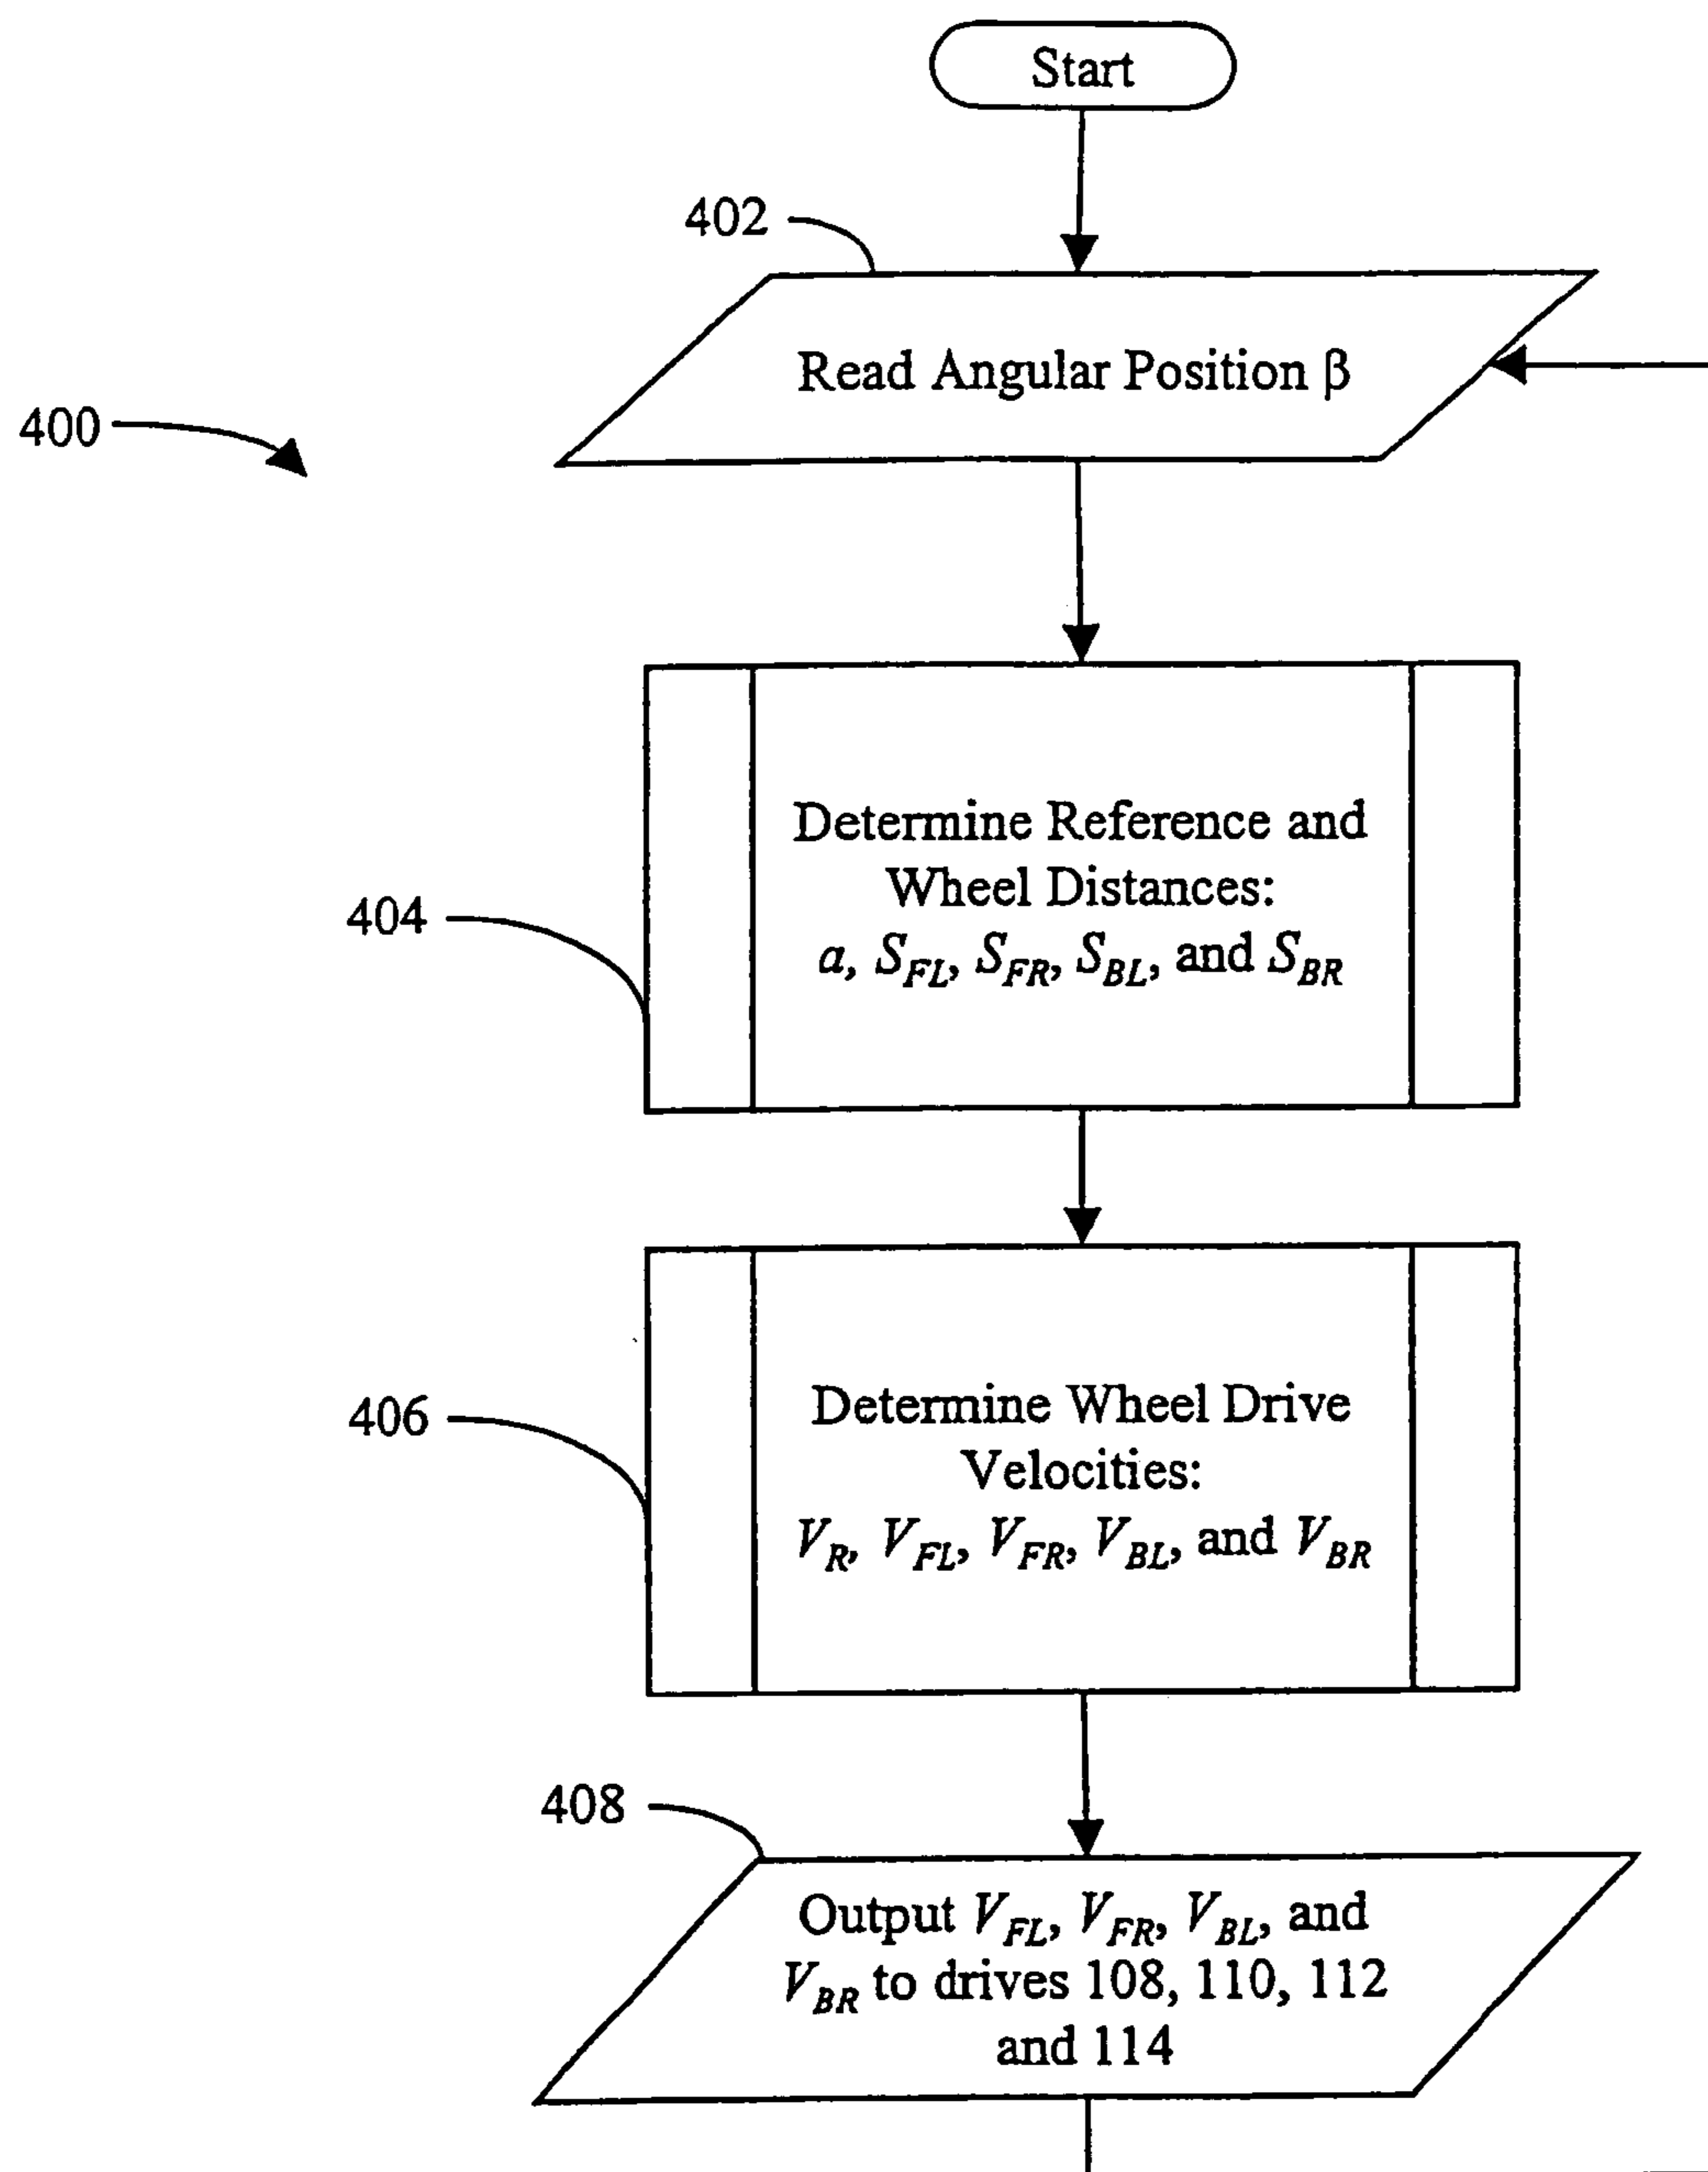 Start
402
Read Angular Position β
400
Determine Reference and
Wheel Distances:
a, S_FL, S_FR, S_BL, and S_BR
404
Determine Wheel Drive
Velocities:
V_R, V_FL, V_FR, V_BL, and V_BR
406
408
Output V_FL, V_FR, V_BL, and
V_BR to drives 108, 110, 112
and 114